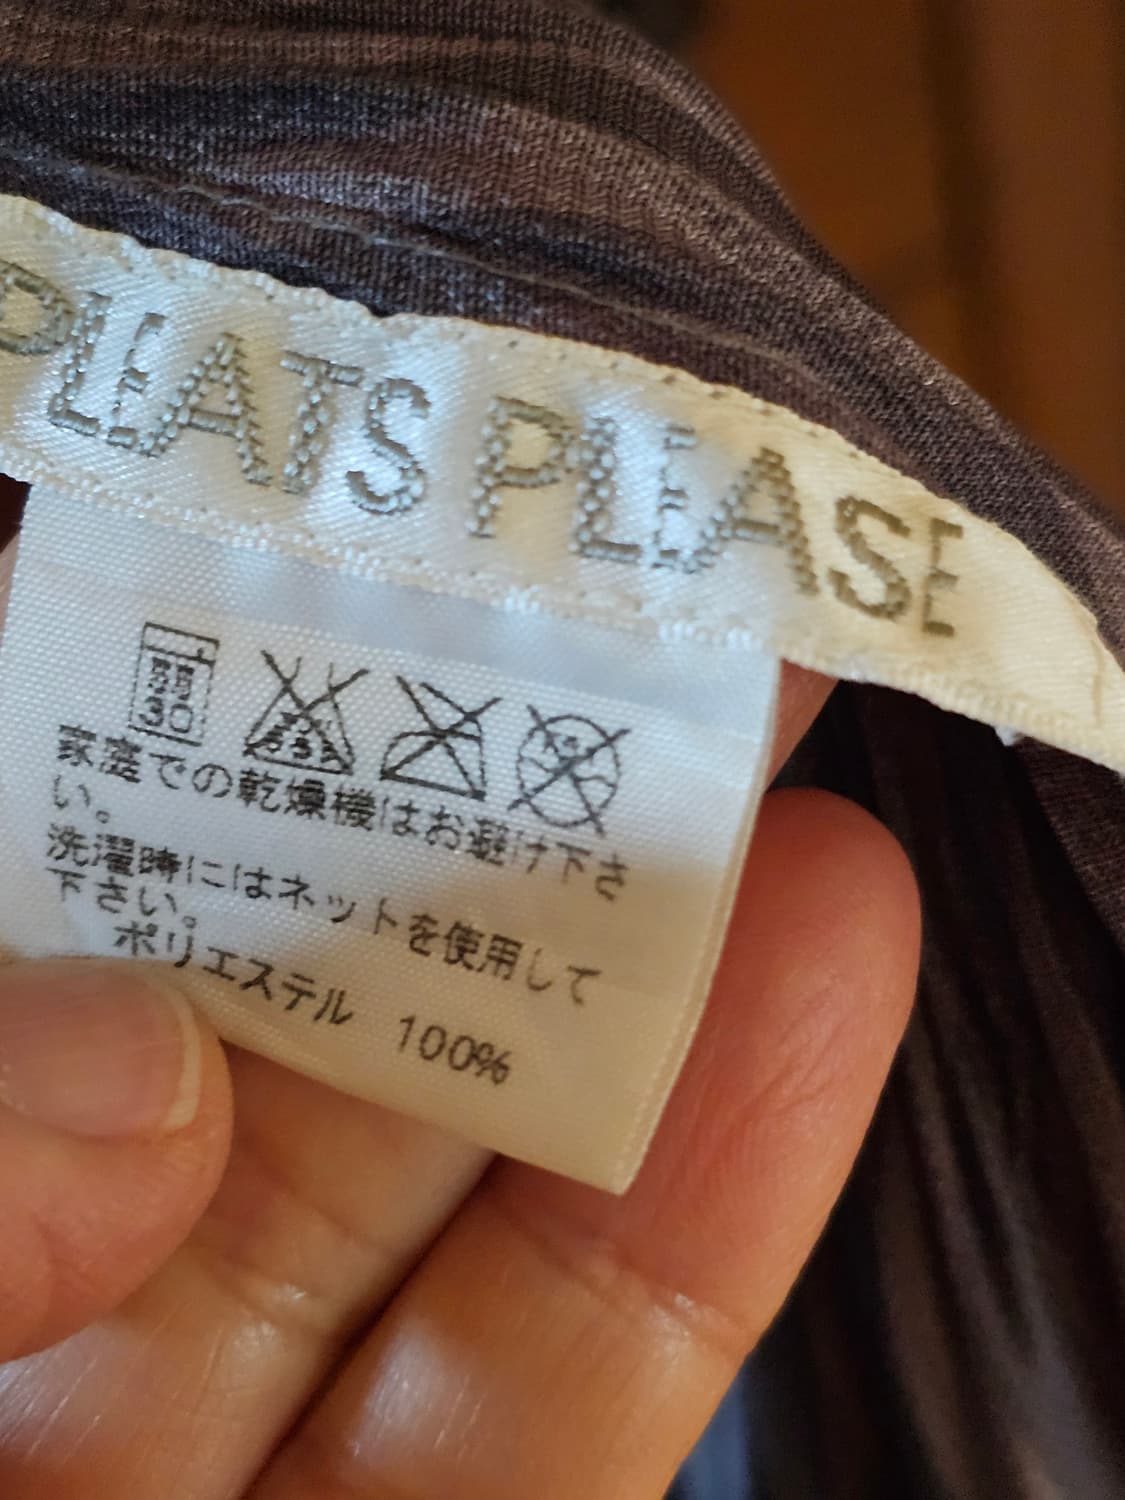 PLEATS PLEASE
家庭での乾燥機はお避け下さ
い。
洗濯時にはネットを使用して
下さい。
ポリエステル 100%